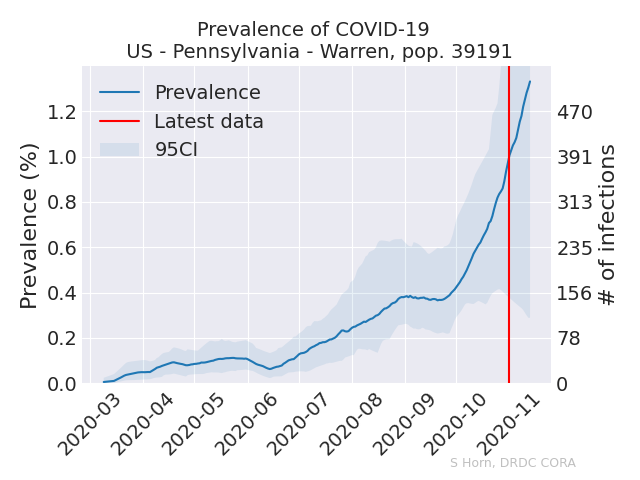 Prevalence of COVID-19
US - Pennsylvania - Warren, pop. 39191
Prevalence
Latest data
95CI
Prevalence (%)
1.2
1.0
0.8
0.6
0.4
0.2
0.0
470
391
313
235
156
78
0
# of infections
2020-03
2020-04
2020-05
2020-06
2020-07
2020-08
2020-09
2020-10
2020-11
S Horn, DRDC CORA